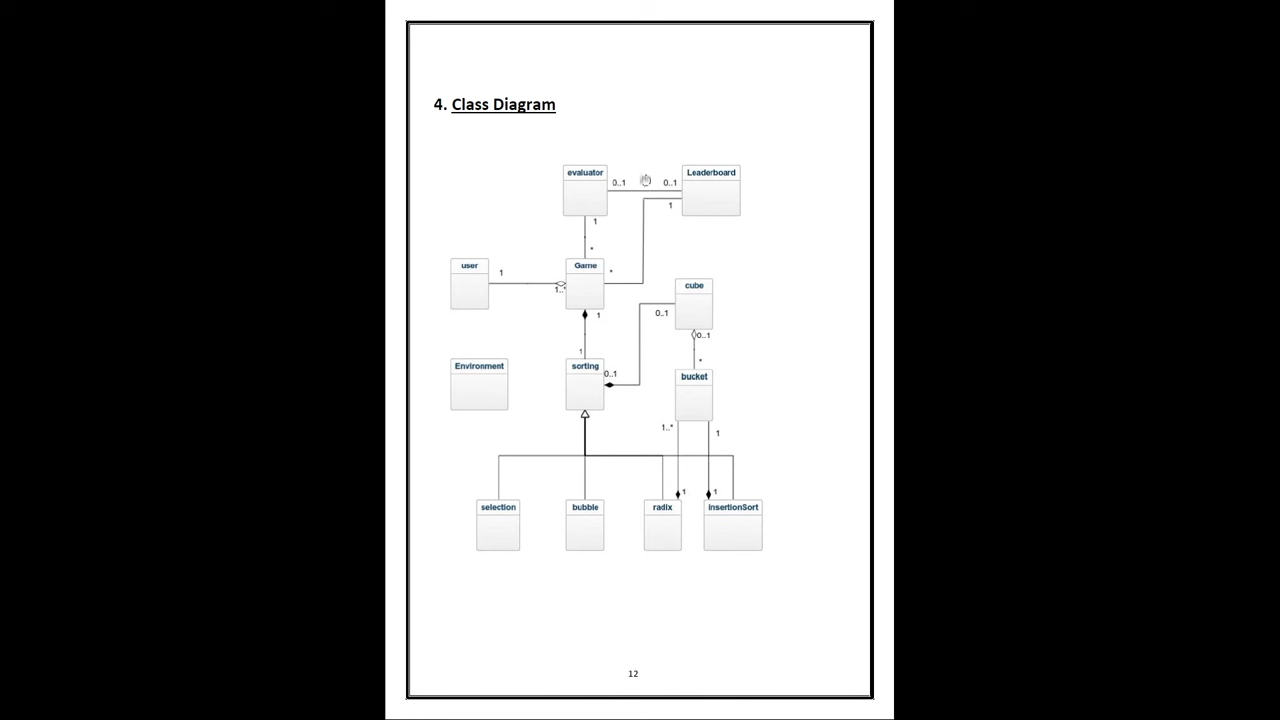 4. Class Diagram
evaluator
Leaderboard
0..1
0..1
1
1
*
user
Game
1
1..*
*
cube
1
0..1
0..1
1
*
Environment
sorting
0..1
bucket
1..*
1
1
1
selection
bubble
radix
insertionSort
12